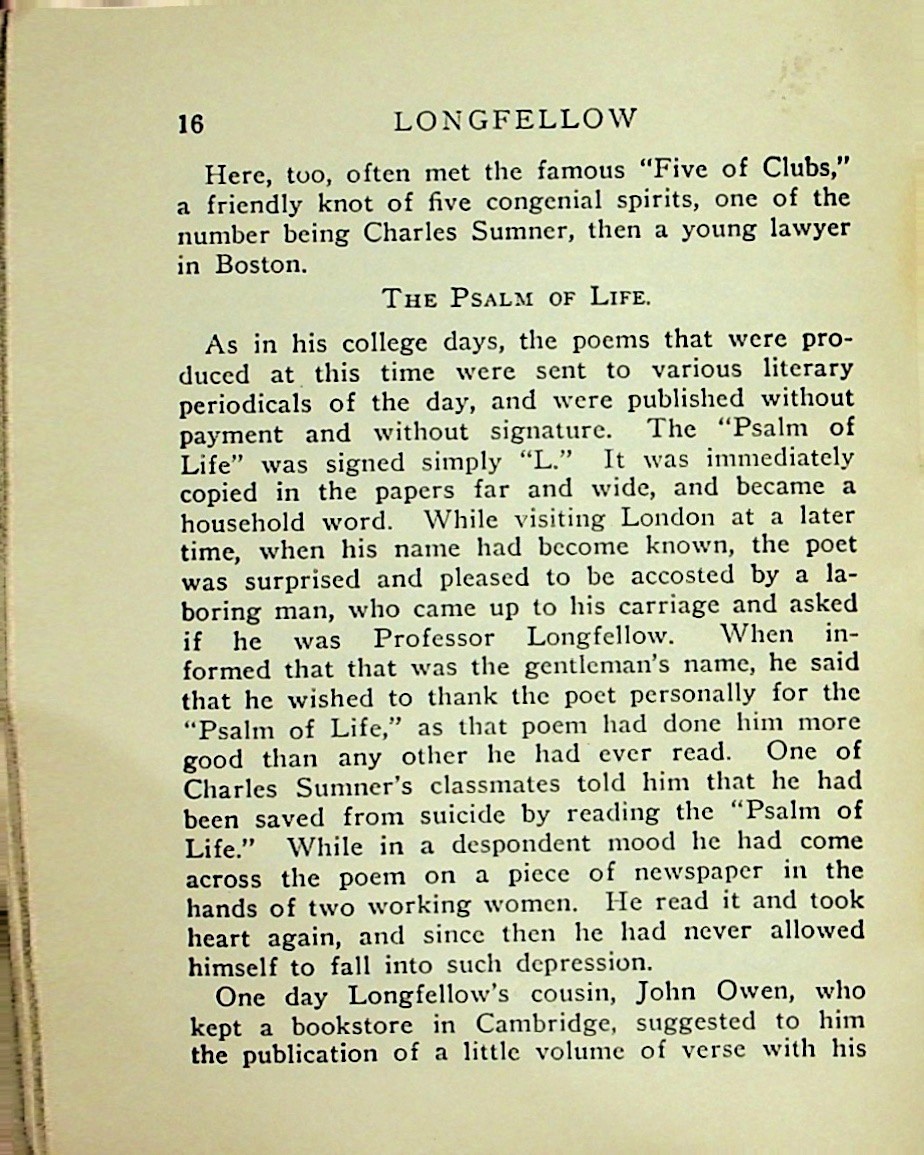 16 LONGFELLOW
Here, too, often met the famous “Five of Clubs,”
a friendly knot of five congenial spirits, one of the
number being Charles Sumner, then a young lawyer
in Boston.
THE PSALM OF LIFE.
As in his college days, the poems that were pro-
duced at this time were sent to various literary
periodicals of the day, and were published without
payment and without signature. The “Psalm of
Life” was signed simply “L.” It was immediately
copied in the papers far and wide, and became a
household word. While visiting London at a later
time, when his name had become known, the poet
was surprised and pleased to be accosted by a la-
boring man, who came up to his carriage and asked
if he was Professor Longfellow. When in-
formed that that was the gentleman’s name, he said
that he wished to thank the poet personally for the
“Psalm of Life,” as that poem had done him more
good than any other he had ever read. One of
Charles Sumner’s classmates told him that he had
been saved from suicide by reading the “Psalm of
Life.” While in a despondent mood he had come
across the poem on a piece of newspaper in the
hands of two working women. He read it and took
heart again, and since then he had never allowed
himself to fall into such depression.
One day Longfellow’s cousin, John Owen, who
kept a bookstore in Cambridge, suggested to him
the publication of a little volume of verse with his